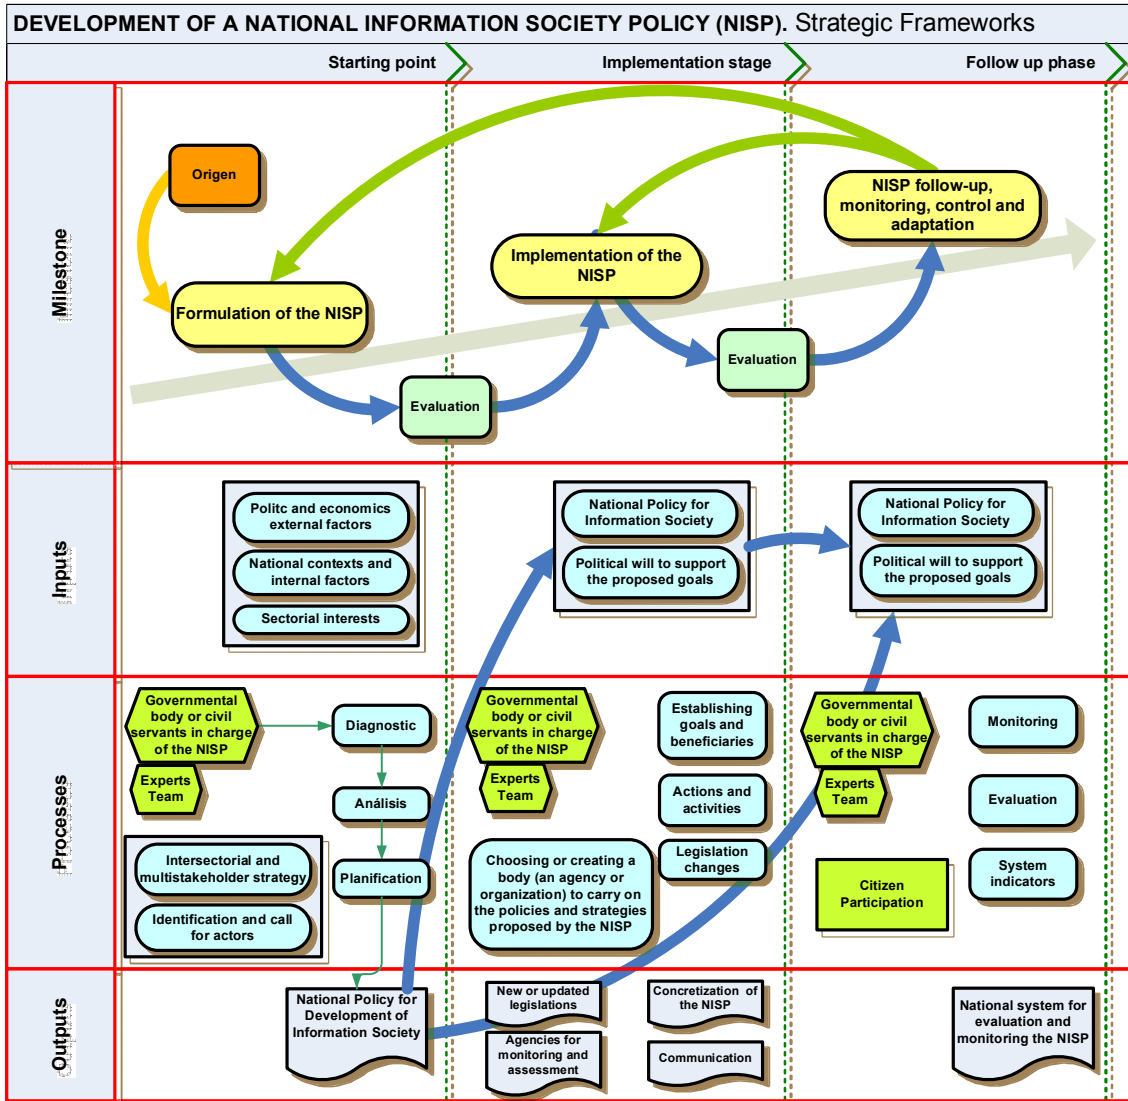 DEVELOPMENT OF A NATIONAL INFORMATION SOCIETY POLICY (NISP). Strategic Frameworks
Starting point
Implementation stage
Follow up phase
Milestone
Origen
Formulation of the NISP
Evaluation
Implementation of the
NISP
Evaluation
NISP follow-up,
monitoring, control and
adaptation
Inputs
Politc and economics
external factors
National contexts and
internal factors
Sectorial interests
National Policy for
Information Society
Political will to support
the proposed goals
National Policy for
Information Society
Political will to support
the proposed goals
Processes
Governmental
body or civil
servants in charge
of the NISP
Experts
Team
Diagnostic
Análisis
Planification
Intersectorial and
multistakeholder strategy
Identification and call
for actors
Governmental
body or civil
servants in charge
of the NISP
Experts
Team
Establishing
goals and
beneficiaries
Actions and
activities
Legislation
changes
Choosing or creating a
body (an agency or
organization) to carry on
the policies and strategies
proposed by the NISP
Governmental
body or civil
servants in charge
of the NISP
Experts
Team
Citizen
Participation
Monitoring
Evaluation
System
indicators
Outputs
National Policy for
Development of
Information Society
New or updated
legislations
Agencies for
monitoring and
assessment
Concretization of
the NISP
Communication
National system for
evaluation and
monitoring the NISP